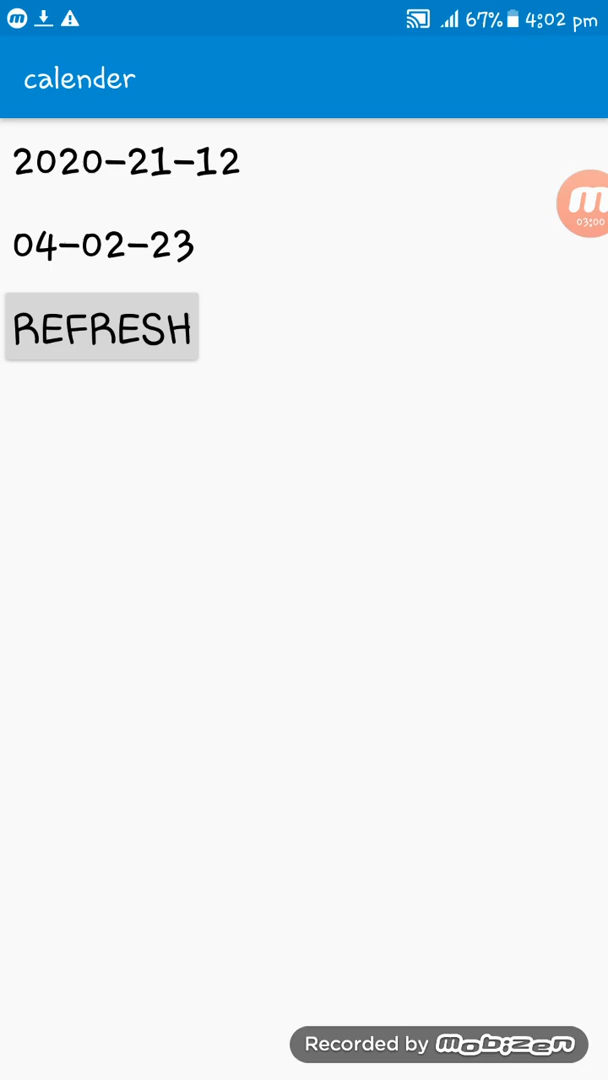 m 67% 4:02 pm
calender
2020-21-12
m
03:00
04-02-23
REFRESH
Recorded by mobizen